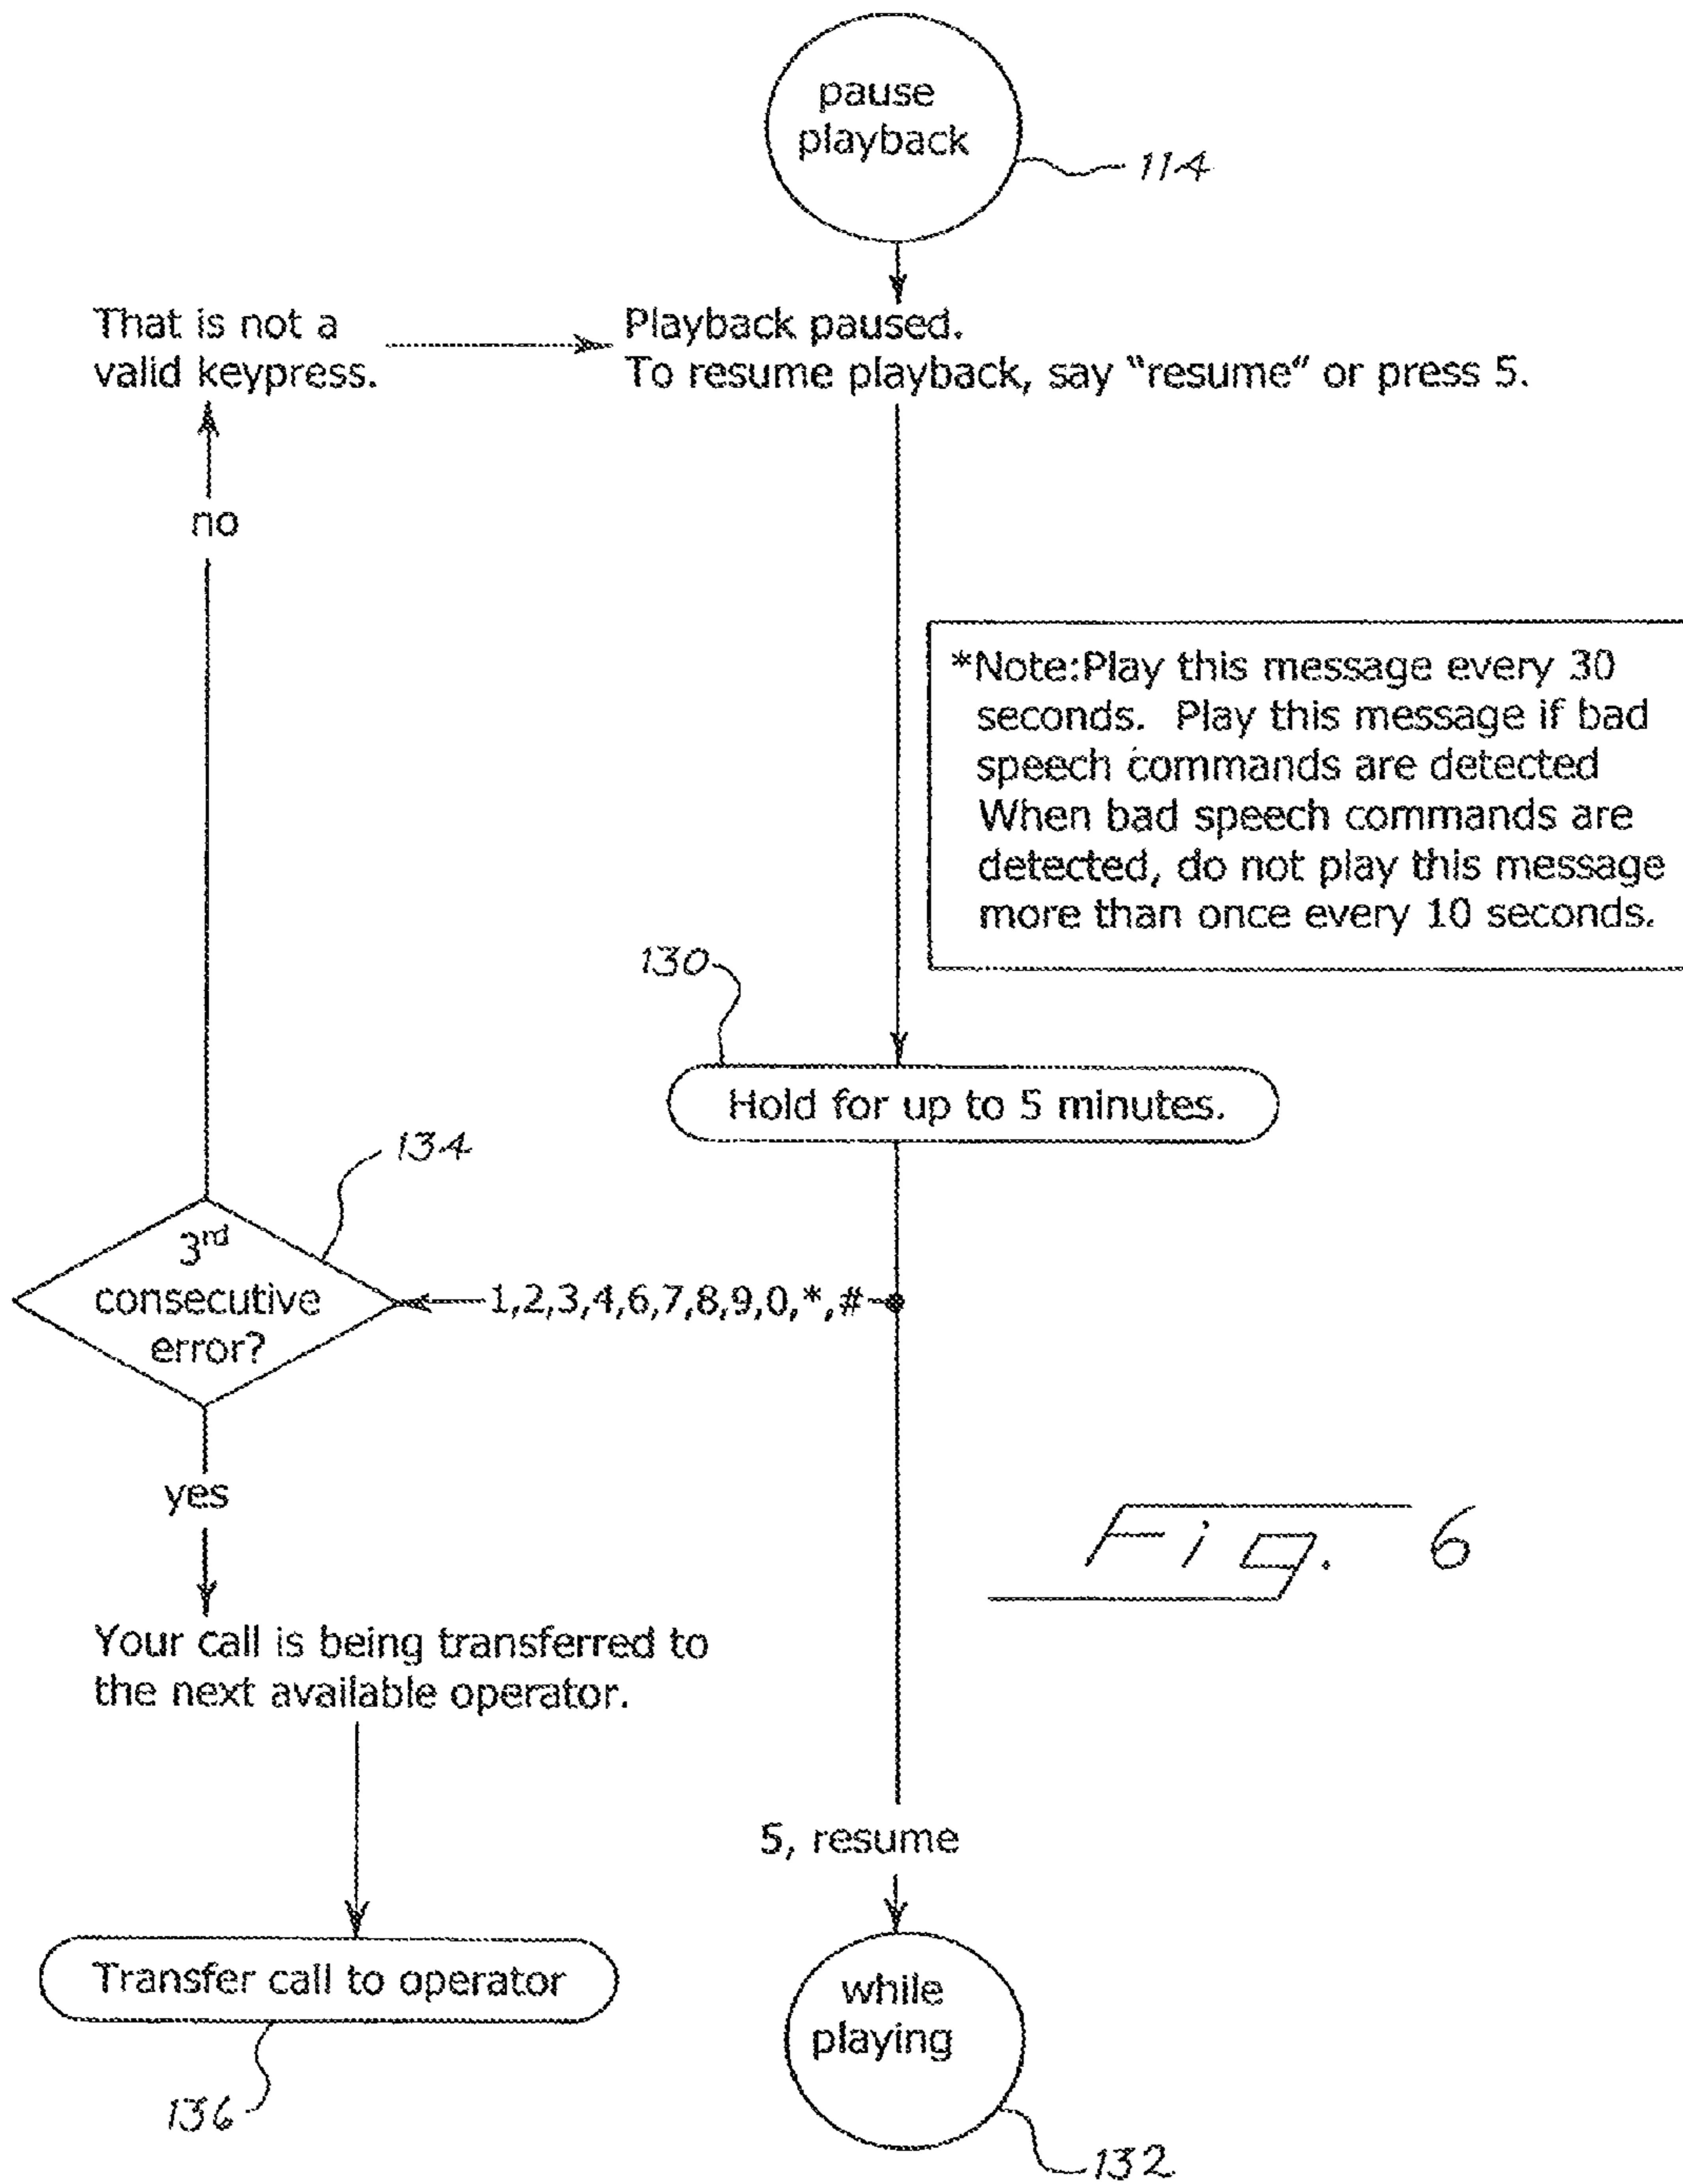 pause
playback
114
That is not a
valid keypress.
Playback paused.
To resume playback, say "resume" or press 5.
no
*Note:Play this message every 30
seconds. Play this message if bad
speech commands are detected
When bad speech commands are
detected, do not play this message
more than once every 10 seconds.
130
Hold for up to 5 minutes.
134
3rd
consecutive
error?
1,2,3,4,6,7,8,9,0,*,#
yes
Fig. 6
Your call is being transferred to
the next available operator.
5, resume
Transfer call to operator
while
playing
136
132